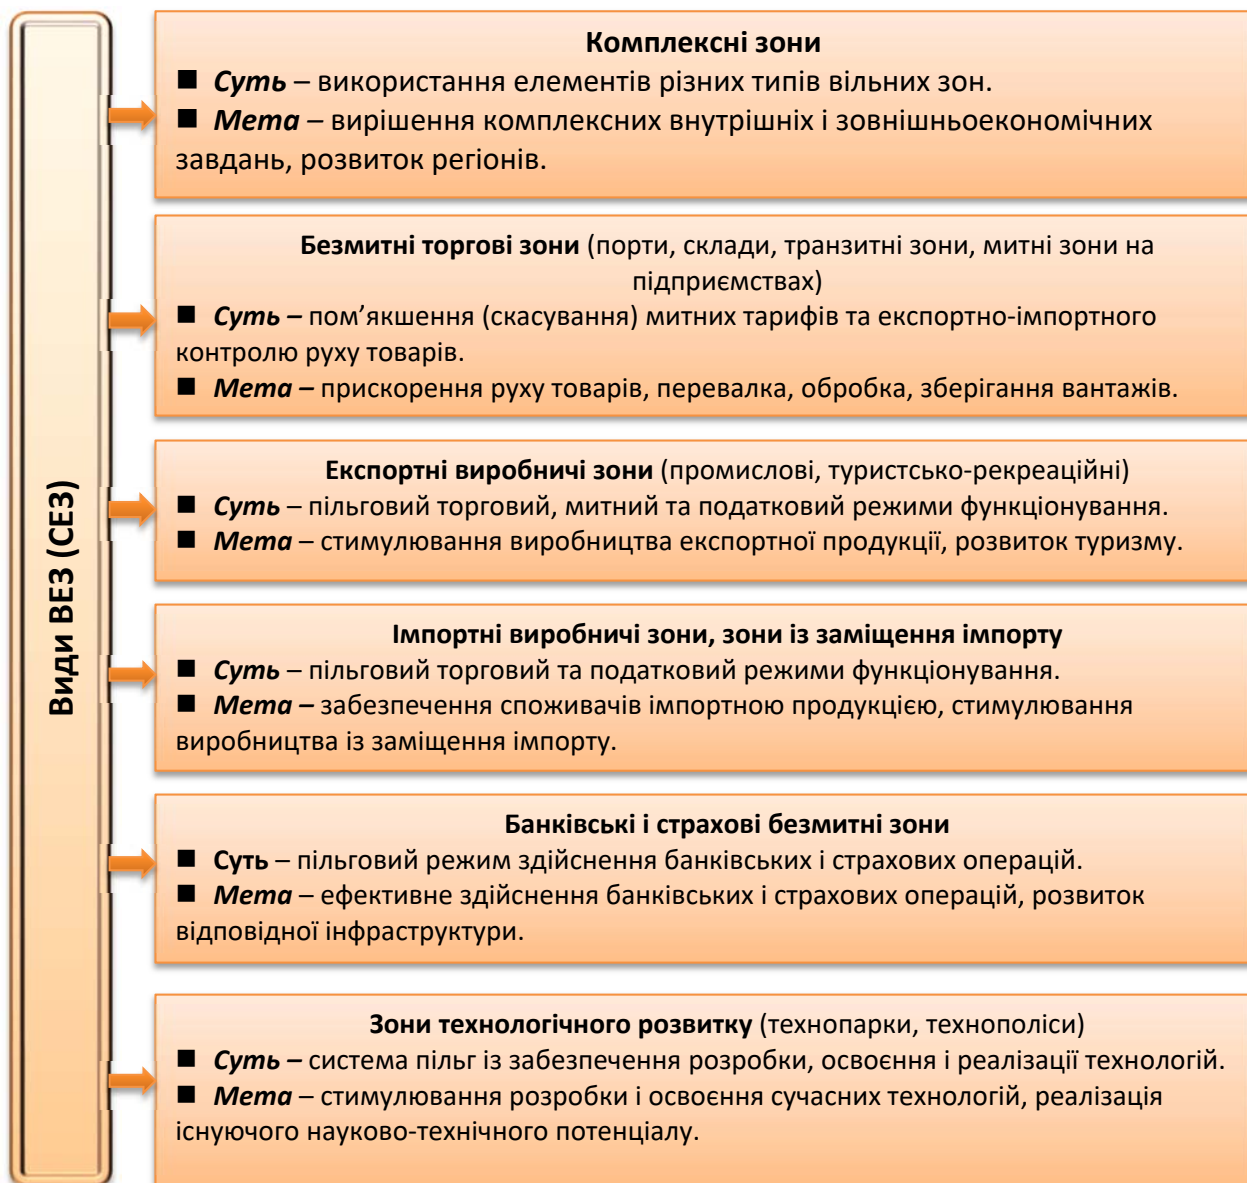 Види ВЕЗ (СЕЗ)
Комплексні зони
■ Суть – використання елементів різних типів вільних зон.
■ Мета – вирішення комплексних внутрішніх і зовнішньоекономічних
завдань, розвиток регіонів.
Безмитні торгові зони (порти, склади, транзитні зони, митні зони на
підприємствах)
■ Суть – пом’якшення (скасування) митних тарифів та експортно-імпортного
контролю руху товарів.
■ Мета – прискорення руху товарів, перевалка, обробка, зберігання вантажів.
Експортні виробничі зони (промислові, туристсько-рекреаційні)
■ Суть – пільговий торговий, митний та податковий режими функціонування.
■ Мета – стимулювання виробництва експортної продукції, розвиток туризму.
Імпортні виробничі зони, зони із заміщення імпорту
■ Суть – пільговий торговий та податковий режими функціонування.
■ Мета – забезпечення споживачів імпортною продукцією, стимулювання
виробництва із заміщення імпорту.
Банківські і страхові безмитні зони
■ Суть – пільговий режим здійснення банківських і страхових операцій.
■ Мета – ефективне здійснення банківських і страхових операцій, розвиток
відповідної інфраструктури.
Зони технологічного розвитку (технопарки, технополіси)
■ Суть – система пільг із забезпечення розробки, освоєння і реалізації технологій.
■ Мета – стимулювання розробки і освоєння сучасних технологій, реалізація
існуючого науково-технічного потенціалу.